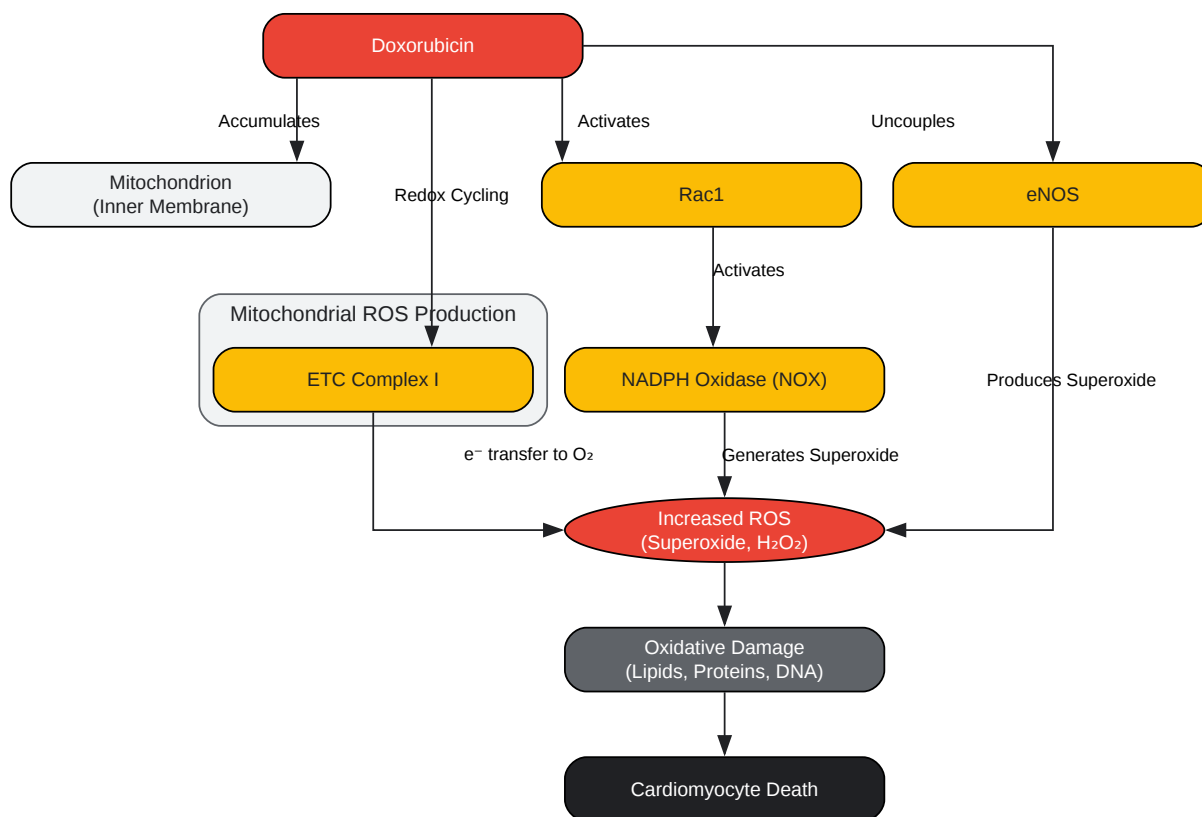 Doxorubicin
Accumulates
Activates
Uncouples
Mitochondrion
(Inner Membrane)
Redox Cycling
Rac1
eNOS
Activates
Mitochondrial ROS Production
ETC Complex I
NADPH Oxidase (NOX)
Produces Superoxide
e⁻ transfer to O₂
Generates Superoxide
Increased ROS
(Superoxide, H₂O₂)
Oxidative Damage
(Lipids, Proteins, DNA)
Cardiomyocyte Death